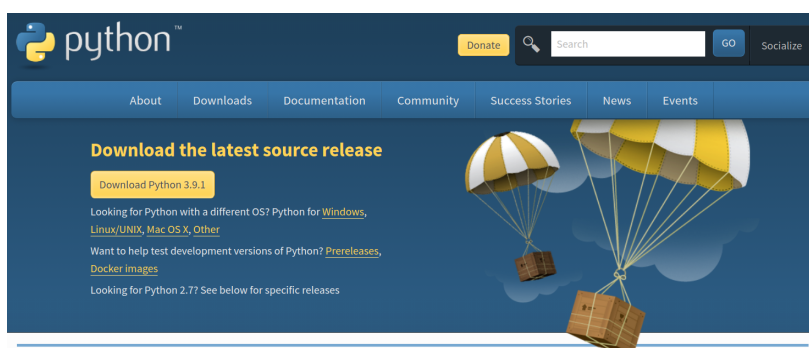 python™
Donate
Search
GO
Socialize
About
Downloads
Documentation
Community
Success Stories
News
Events
Download the latest source release
Download Python 3.9.1
Looking for Python with a different OS? Python for Windows,
Linux/UNIX, Mac OS X, Other
Want to help test development versions of Python? Prereleases,
Docker images
Looking for Python 2.7? See below for specific releases